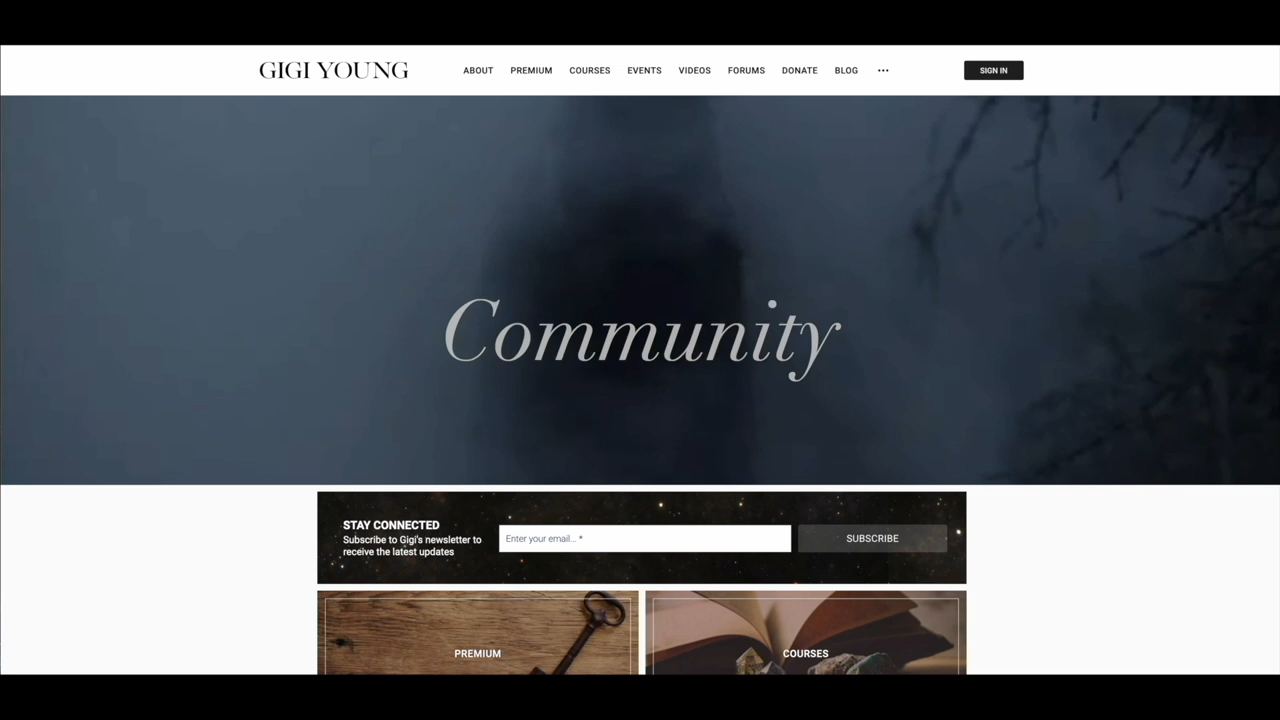 GIGI YOUNG
ABOUT PREMIUM COURSES EVENTS VIDEOS FORUMS DONATE BLOG ...
SIGN IN
Community
STAY CONNECTED
Subscribe to Gigi's newsletter to
receive the latest updates
Enter your email... *
SUBSCRIBE
PREMIUM
COURSES